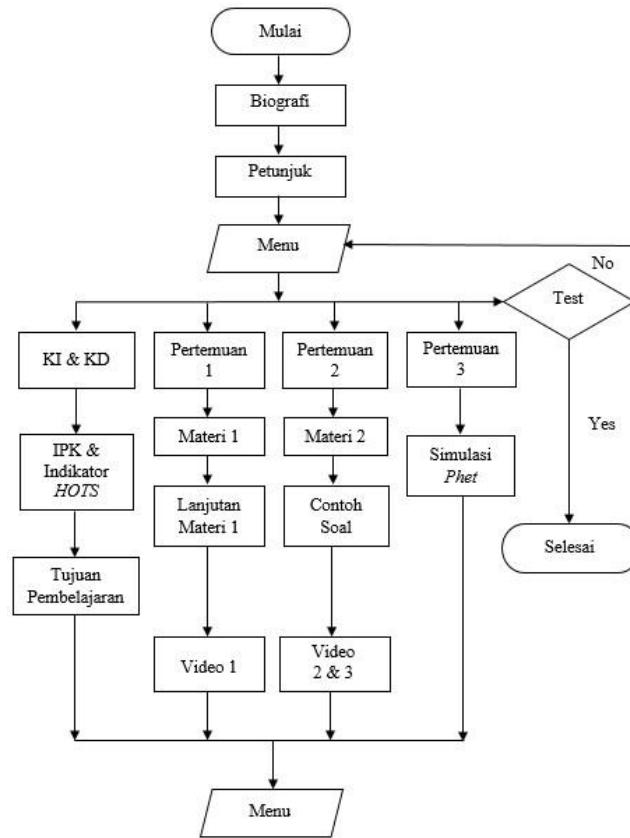 Mulai
Biografi
Petunjuk
Menu
No
Test
KI & KD
Pertemuan
1
Pertemuan
2
Pertemuan
3
Yes
Materi 1
Materi 2
IPK &
Indikator
HOTS
Simulasi
Phet
Lanjutan
Materi 1
Contoh
Soal
Selesai
Tujuan
Pembelajaran
Video 1
Video
2 & 3
Menu